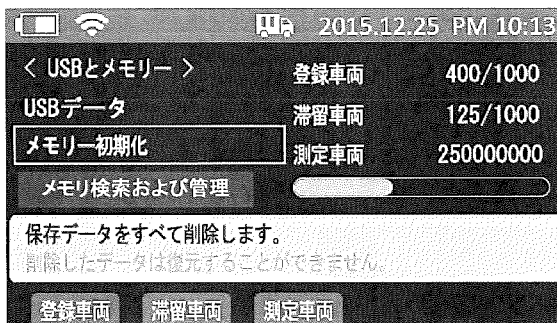 2015.12.25 PM 10:13
< USBとメモリー >
USBデータ
メモリー初期化
メモリ検索および管理
登録車両 400/1000
滞留車両 125/1000
測定車両 250000000
保存データをすべて削除します。
削除したデータは復元することができません。
登録車両 滞留車両 測定車両